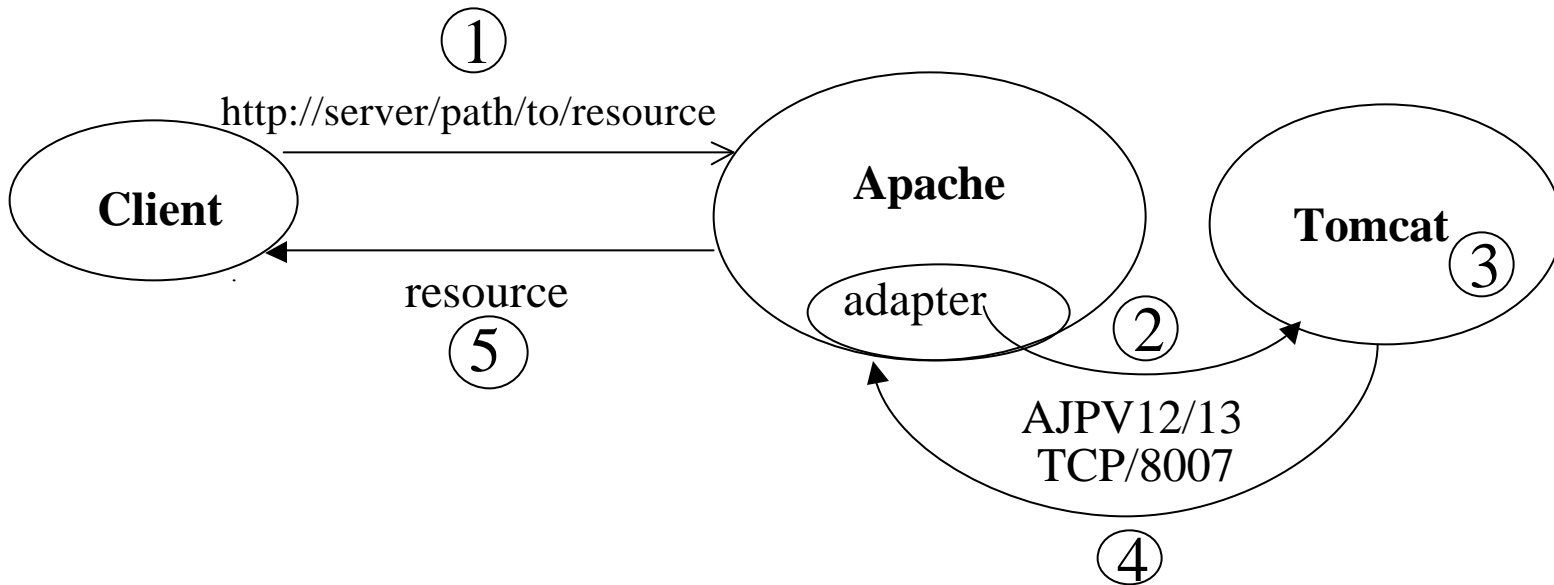 1
http://server/path/to/resource
Client
Apache
Tomcat
3
adapter
resource
2
5
AJPV12/13
TCP/8007
4